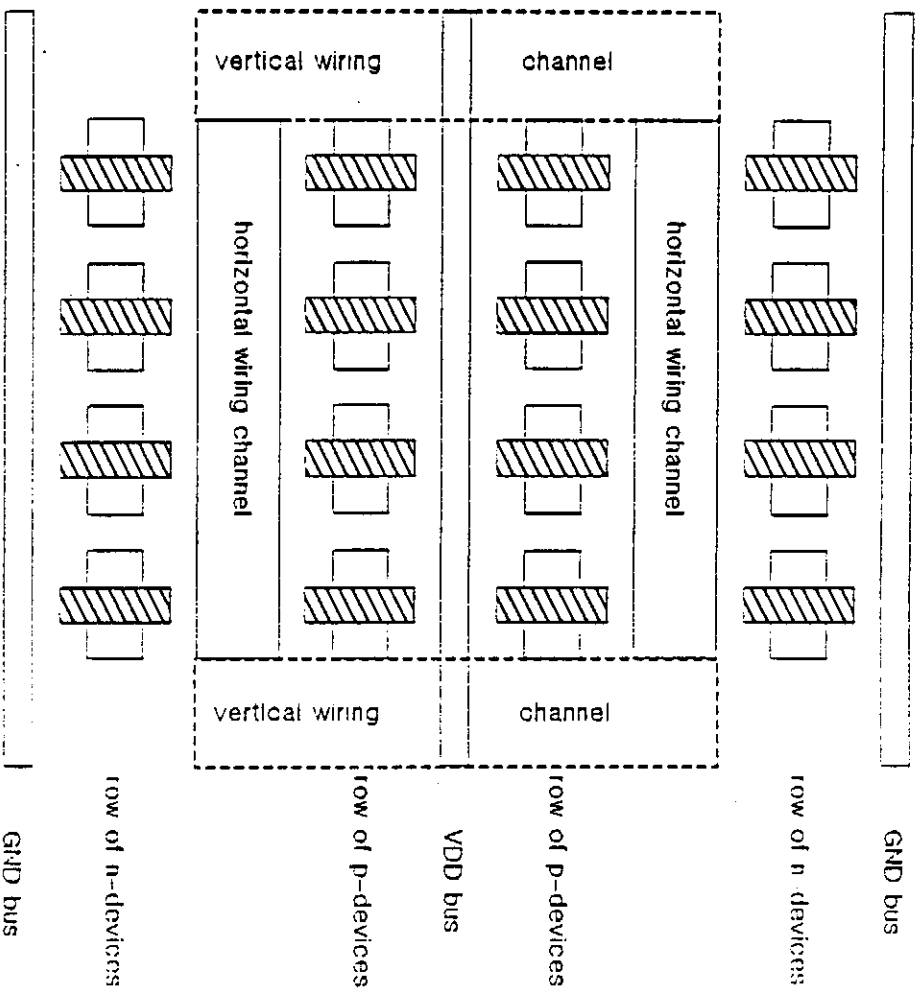 vertical wiring channel
horizontal wiring channel
horizontal wiring channel
vertical wiring channel
GND bus
row of n-devices
row of p-devices
VDD bus
row of p-devices
row of n devices
GND bus